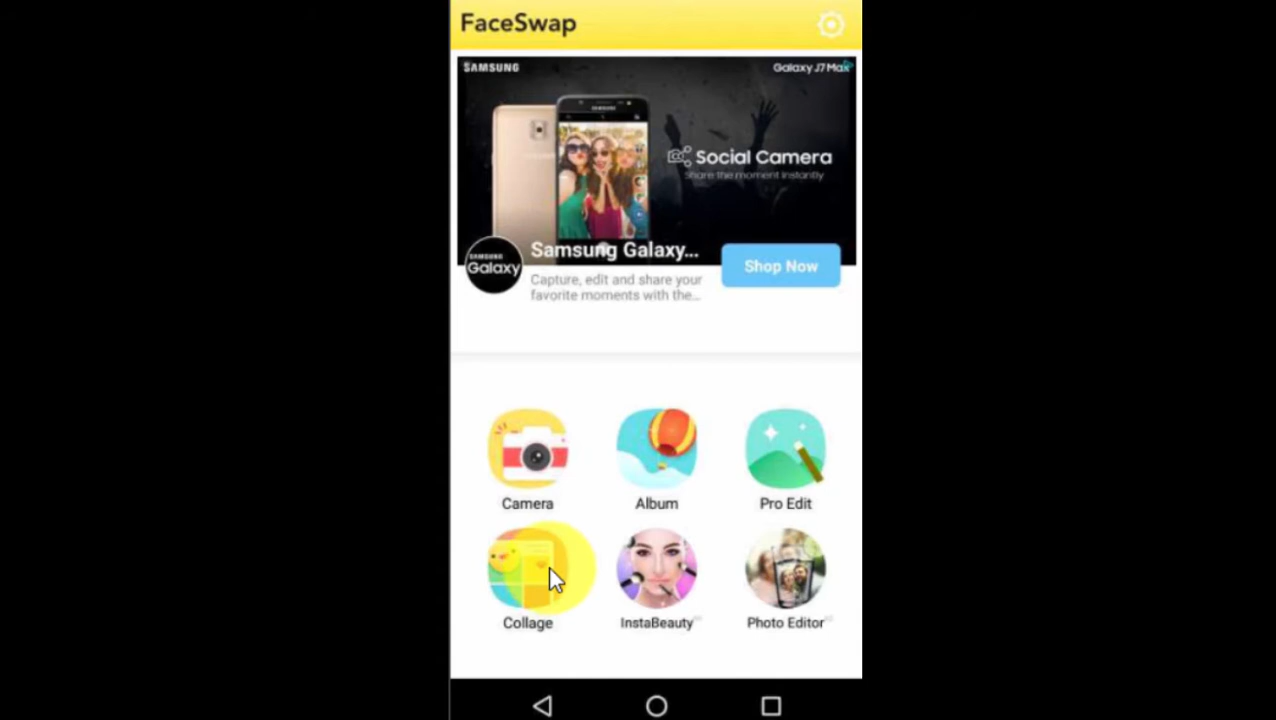 FaceSwap
SAMSUNG
Galaxy J7 Max
Social Camera
Share the moment instantly
Samsung Galaxy...
SAMSUNG
Galaxy
Shop Now
Capture, edit and share your
favorite moments with the...
Camera
Album
Pro Edit
Collage
InstaBeauty
Photo Editor